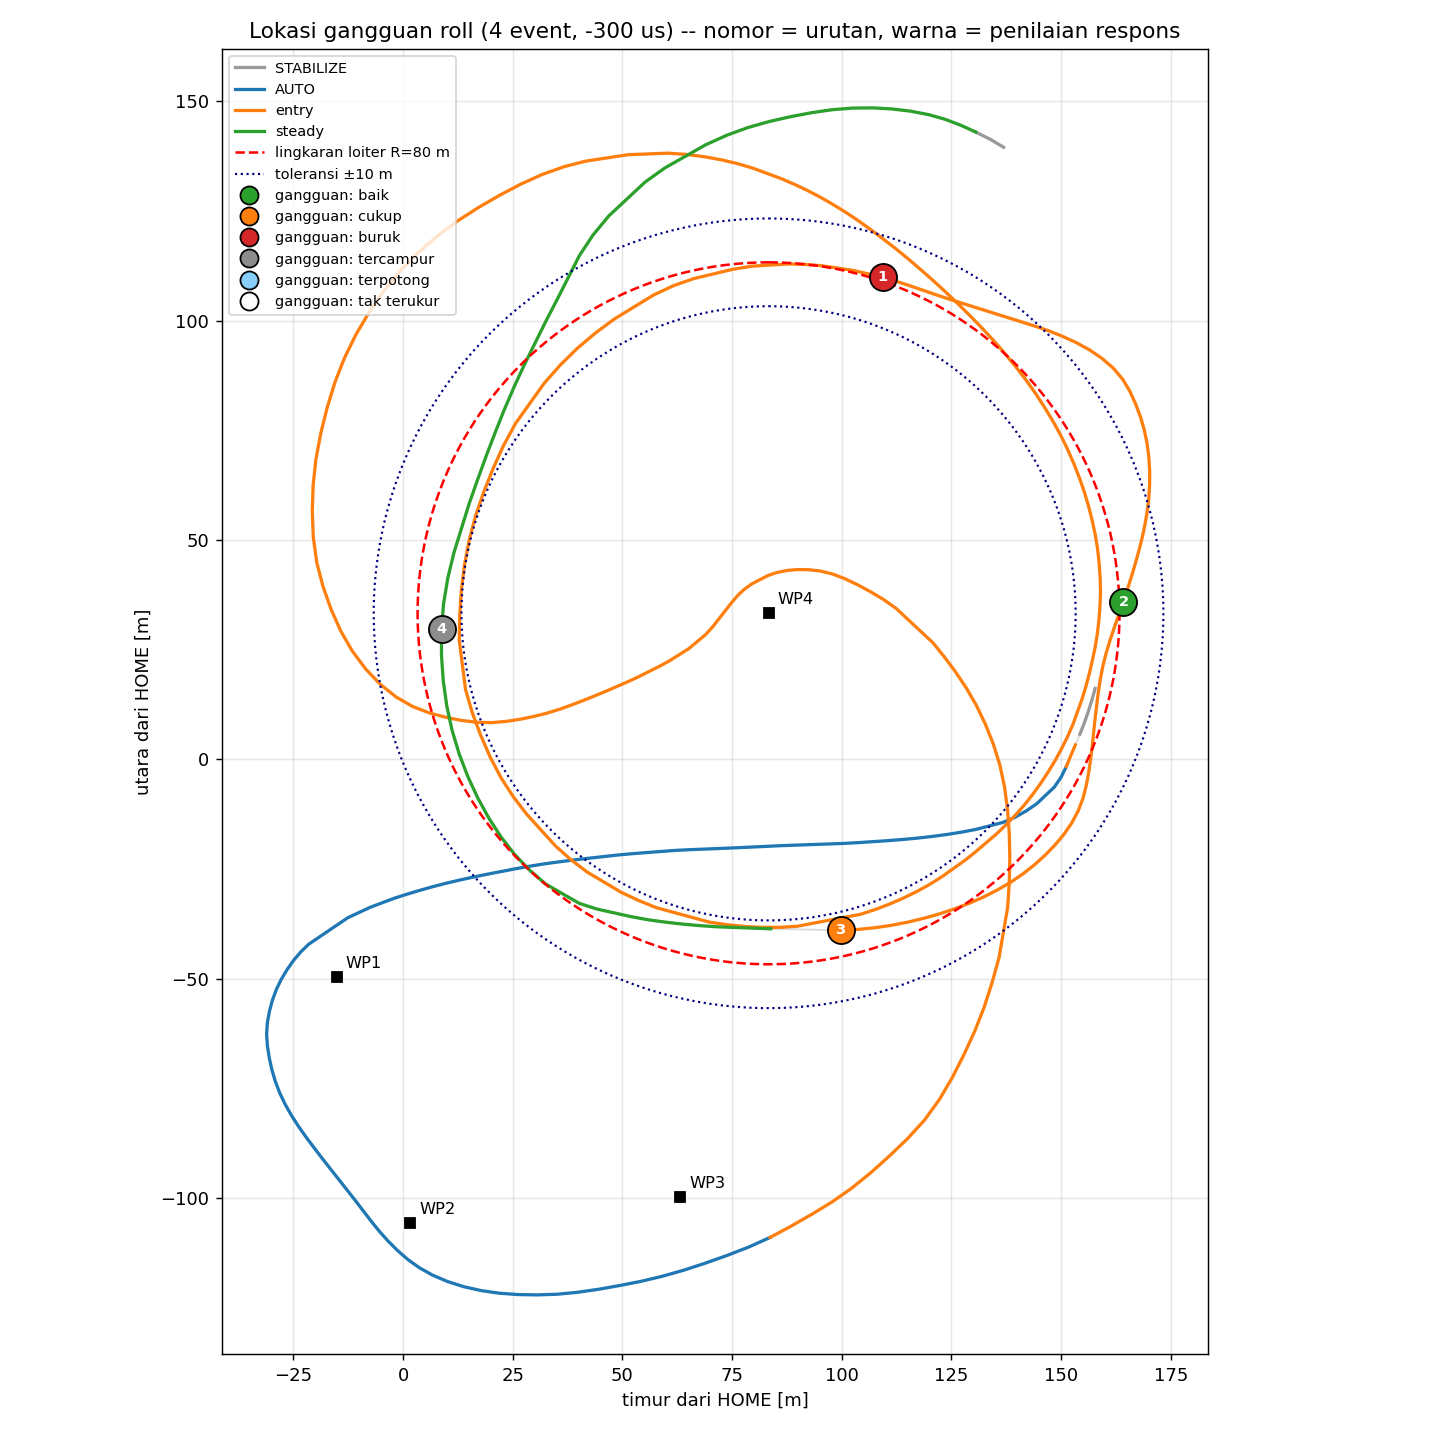 Lokasi gangguan roll (4 event, -300 us) -- nomor = urutan, warna = penilaian respons
STABILIZE
AUTO
entry
steady
lingkaran loiter R=80 m
toleransi ±10 m
gangguan: baik
gangguan: cukup
gangguan: buruk
gangguan: tercampur
gangguan: terpotong
gangguan: tak terukur
150
100
50
0
−50
−100
utara dari HOME [m]
1
2
WP4
4
3
WP1
WP3
WP2
−25
0
25
50
75
100
125
150
175
timur dari HOME [m]